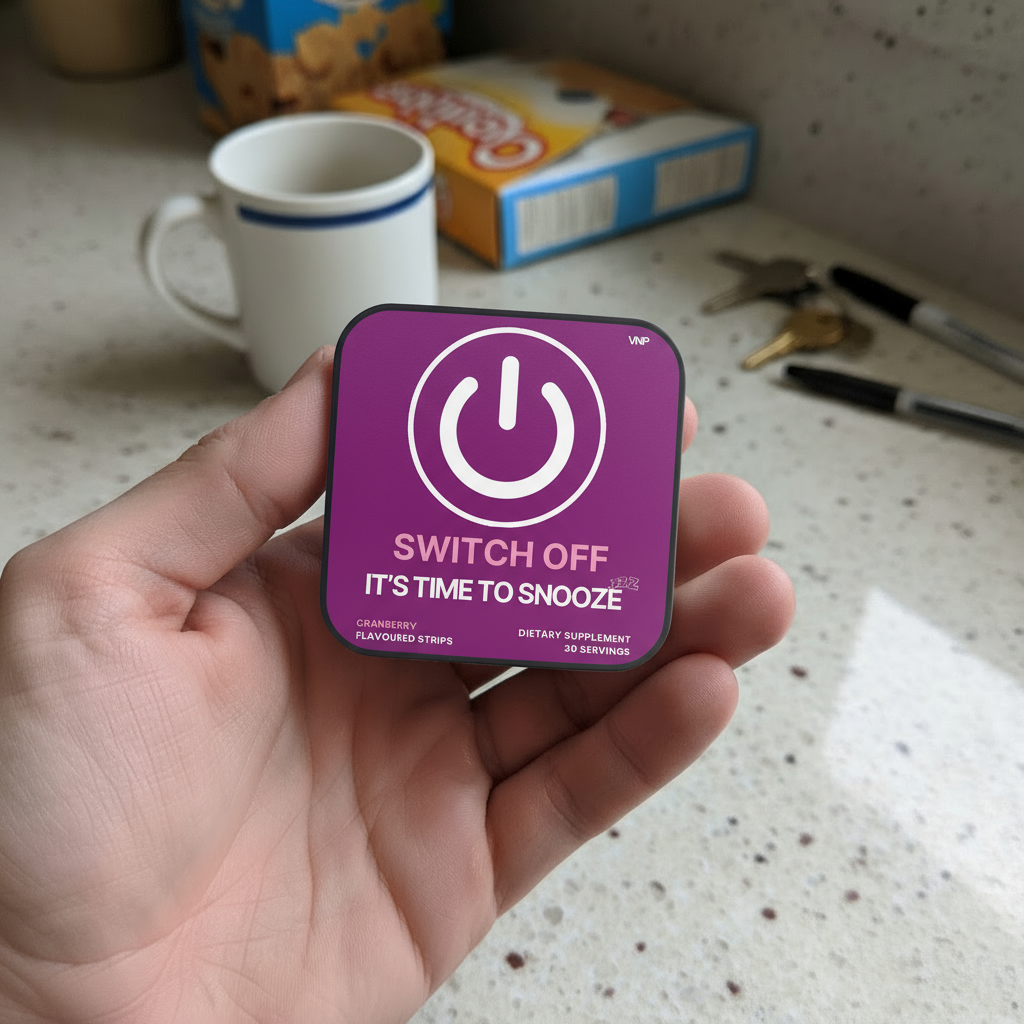 VNP
SWITCH OFF
IT'S TIME TO SNOOZE
CRANBERRY
FLAVOURED STRIPS
DIETARY SUPPLEMENT
30 SERVINGS